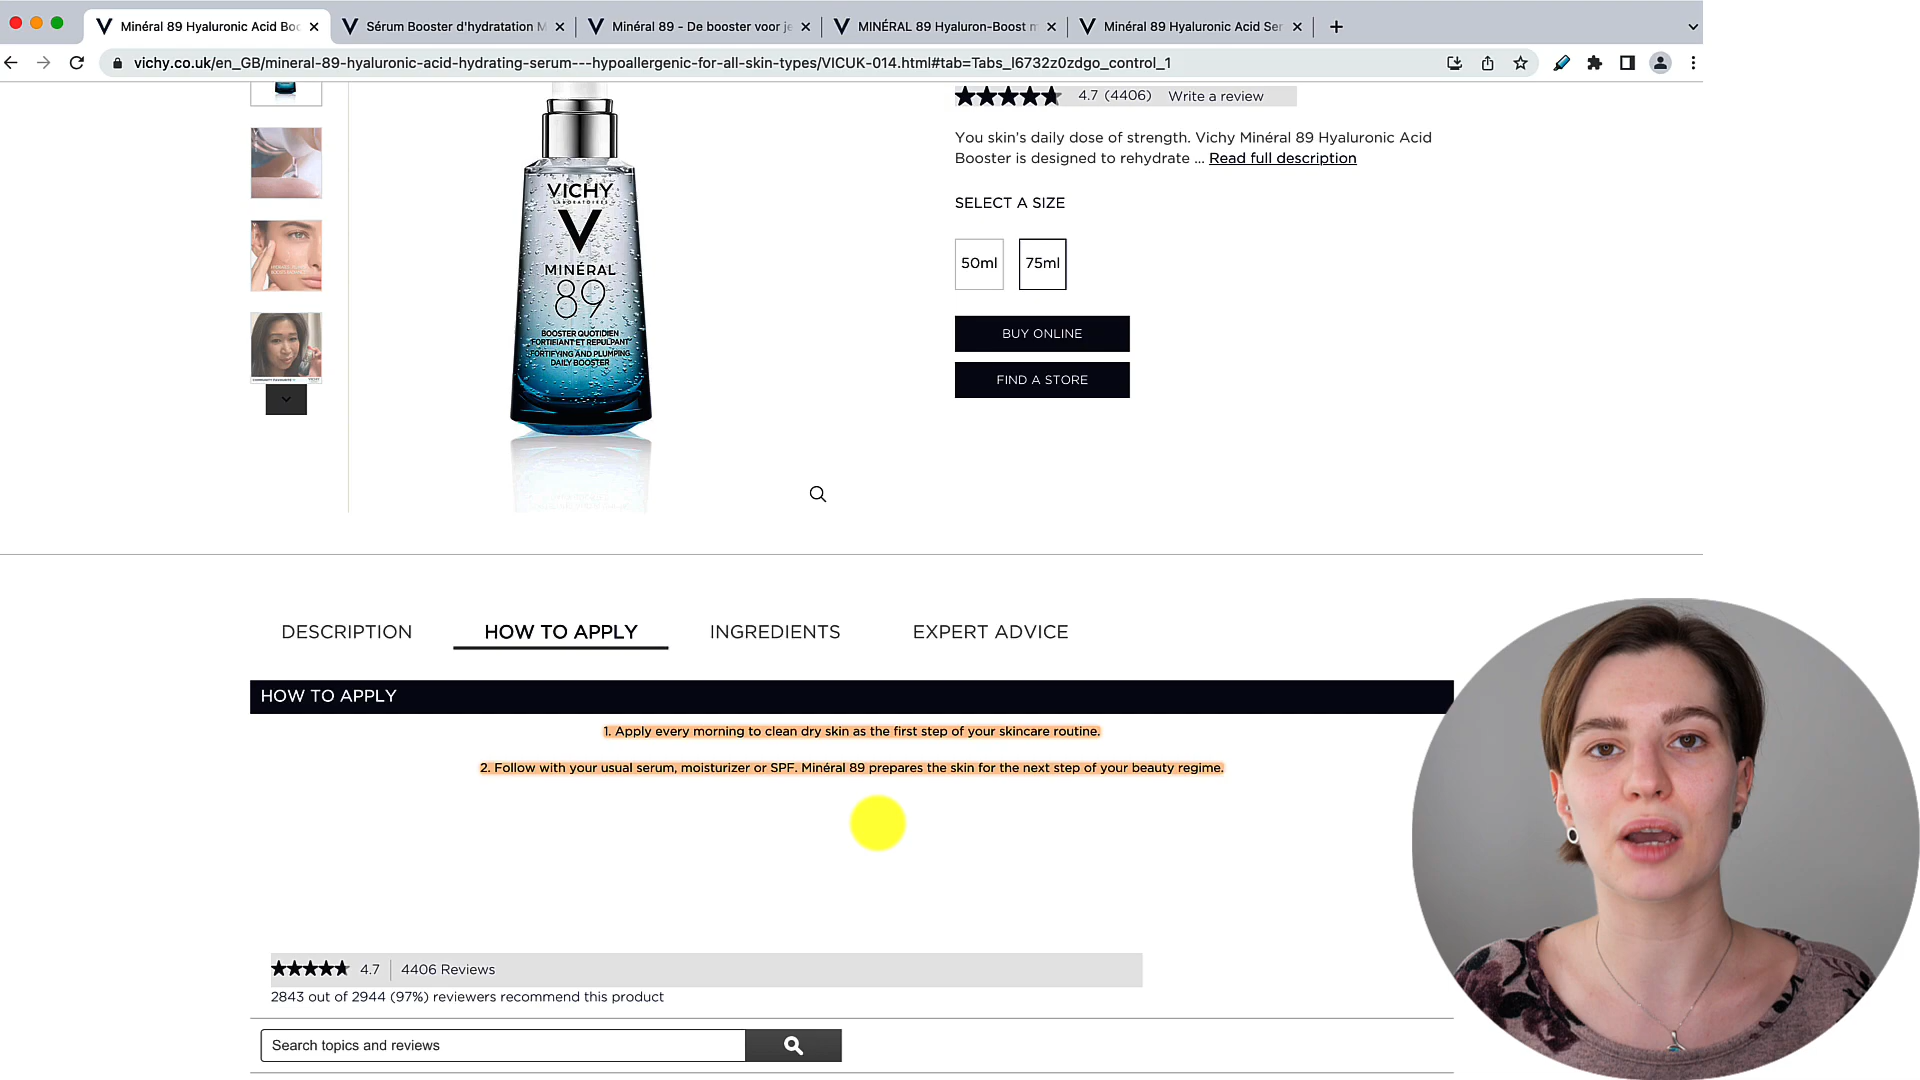 Minéral 89 Hyaluronic Acid Boo
Sérum Booster d'hydratation M
Minéral 89 - De booster voor je
MINÉRAL 89 Hyaluron-Boost m
Minéral 89 Hyaluronic Acid Ser
vichy.co.uk/en_GB/mineral-89-hyaluronic-acid-hydrating-serum---hypoallergenic-for-all-skin-types/VICUK-014.html#tab=Tabs_l6732z0zdgo_control_1
4.7 (4406) Write a review
You skin's daily dose of strength. Vichy Minéral 89 Hyaluronic Acid
Booster is designed to rehydrate ... Read full description
SELECT A SIZE
50ml 75ml
BUY ONLINE
FIND A STORE
VICHY
LABORATOIRES
V
MINÉRAL
89
BOOSTER QUOTIDIEN
FORTIFIANT ET REPULPANT
FORTIFYING AND PLUMPING
DAILY BOOSTER
DESCRIPTION
HOW TO APPLY
INGREDIENTS
EXPERT ADVICE
HOW TO APPLY
1. Apply every morning to clean dry skin as the first step of your skincare routine.
2. Follow with your usual serum, moisturizer or SPF. Minéral 89 prepares the skin for the next step of your beauty regime.
4.7 4406 Reviews
2843 out of 2944 (97%) reviewers recommend this product
Search topics and reviews